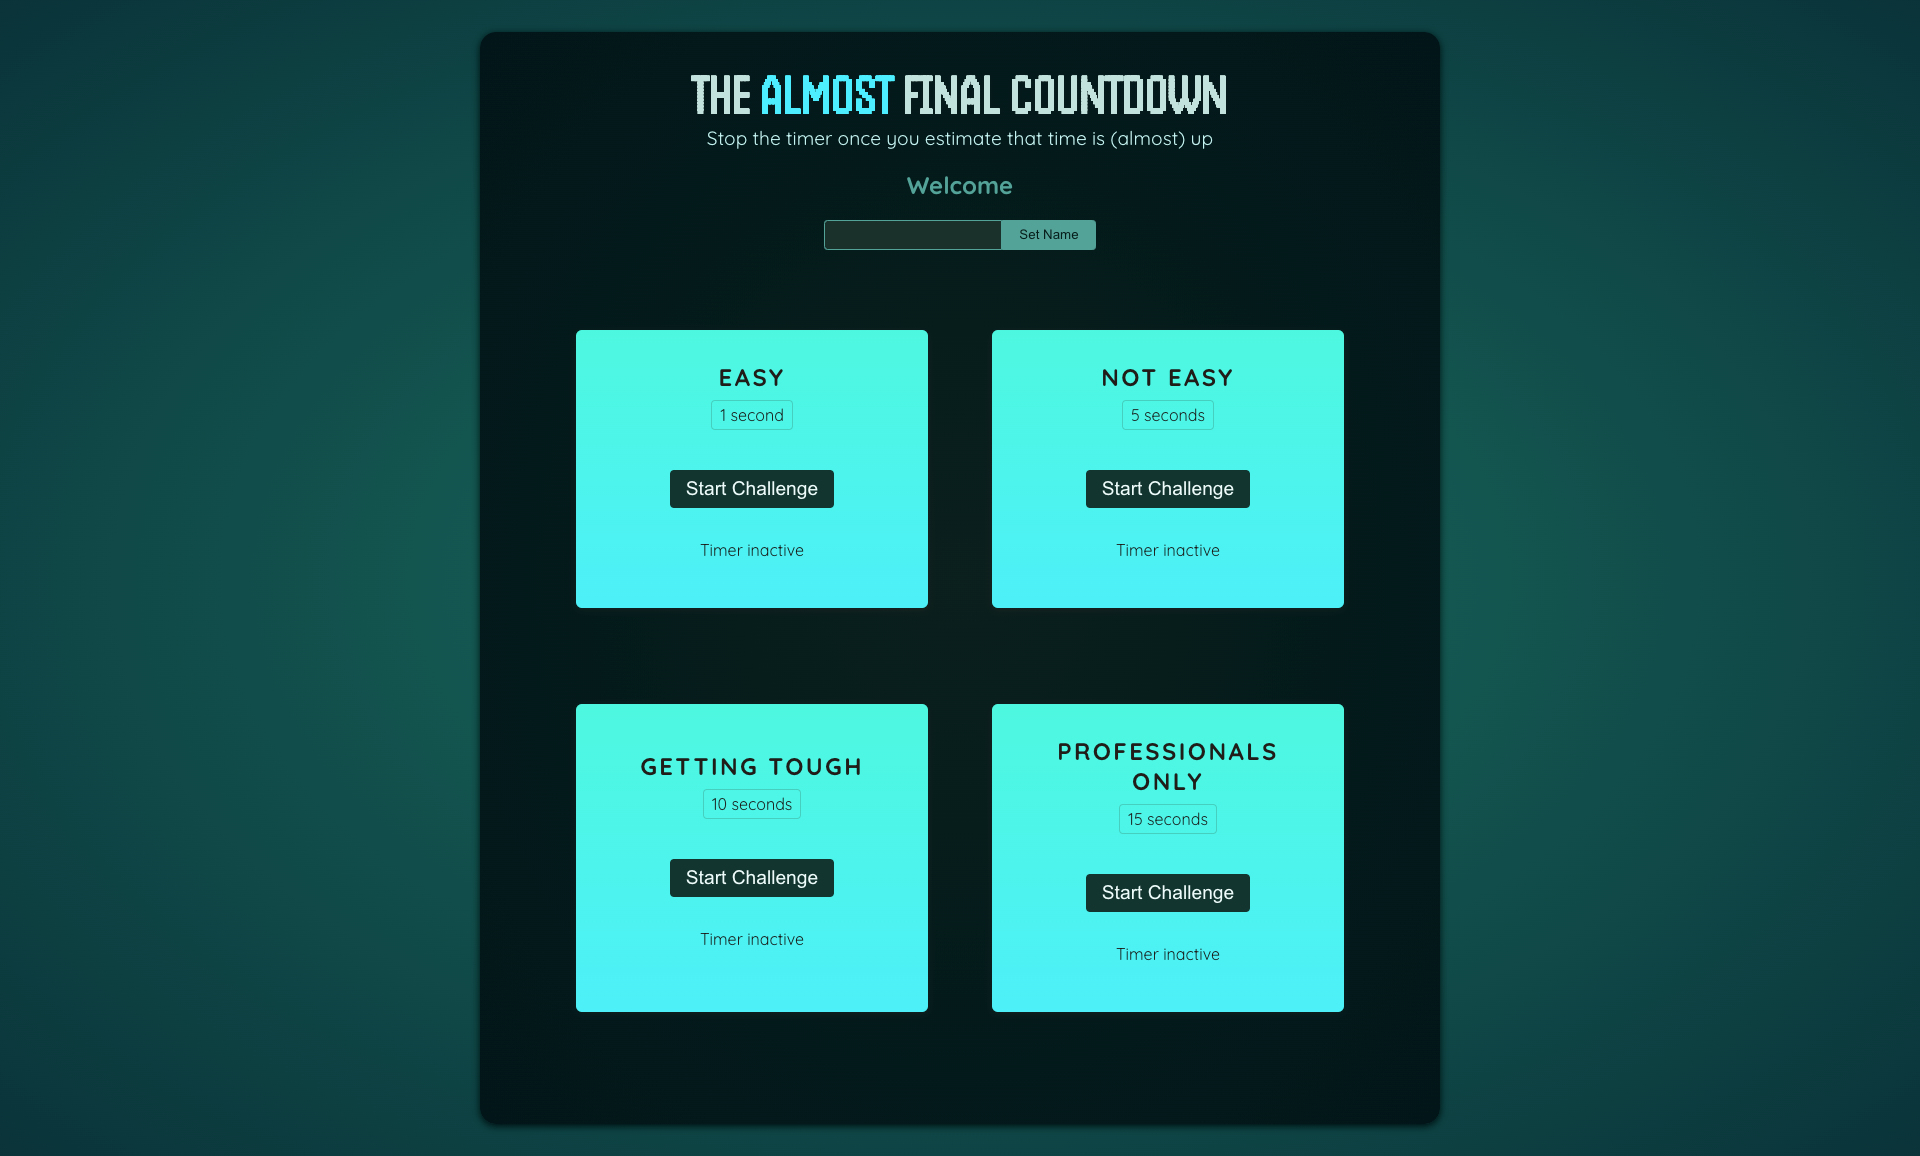 THE ALMOST FINAL COUNTDOWN
Stop the timer once you estimate that time is (almost) up
Welcome
Set Name
EASY
1 second
Start Challenge
Timer inactive
NOT EASY
5 seconds
Start Challenge
Timer inactive
GETTING TOUGH
10 seconds
Start Challenge
Timer inactive
PROFESSIONALS
ONLY
15 seconds
Start Challenge
Timer inactive